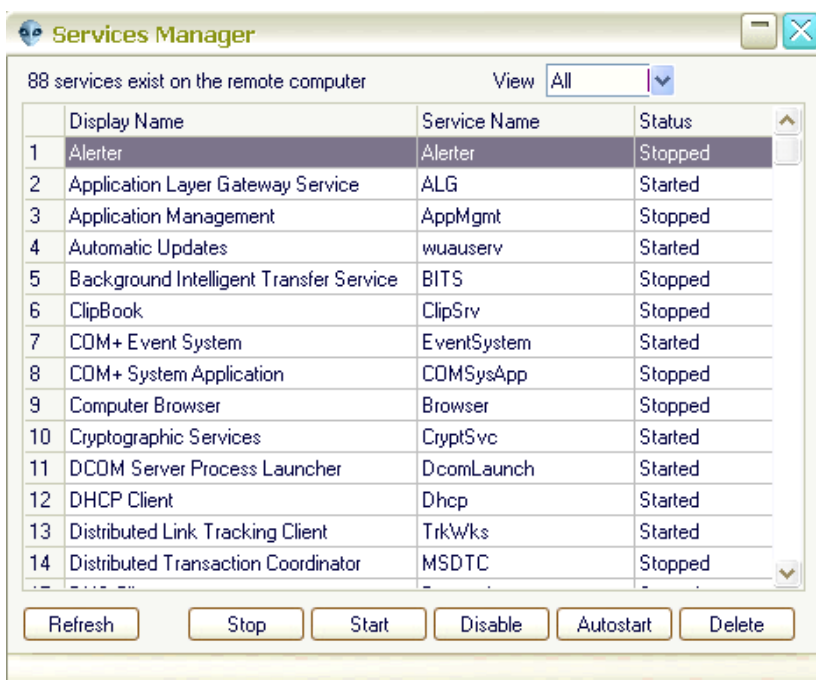 Services Manager
88 services exist on the remote computer View All
Display Name Service Name Status
1 Alerter Alerter Stopped
2 Application Layer Gateway Service ALG Started
3 Application Management AppMgmt Stopped
4 Automatic Updates wuauserv Started
5 Background Intelligent Transfer Service BITS Stopped
6 ClipBook ClipSrv Stopped
7 COM+ Event System EventSystem Started
8 COM+ System Application COMSysApp Stopped
9 Computer Browser Browser Stopped
10 Cryptographic Services CryptSvc Started
11 DCOM Server Process Launcher DcomLaunch Started
12 DHCP Client Dhcp Started
13 Distributed Link Tracking Client TrkWks Started
14 Distributed Transaction Coordinator MSDTC Stopped
Refresh Stop Start Disable Autostart Delete